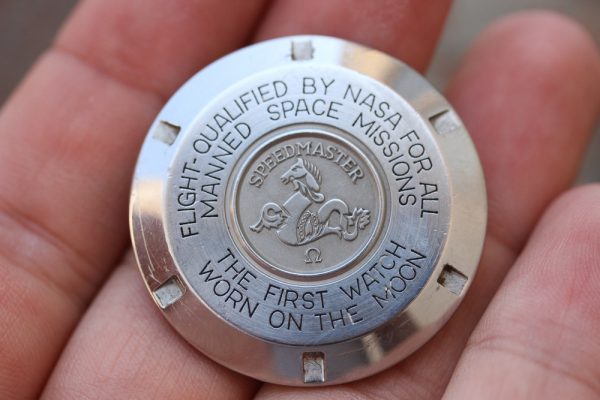 FLIGHT-QUALIFIED BY NASA FOR ALL
MANNED SPACE MISSIONS
SPEEDMASTER
Ω
THE FIRST WATCH
WORN ON THE MOON